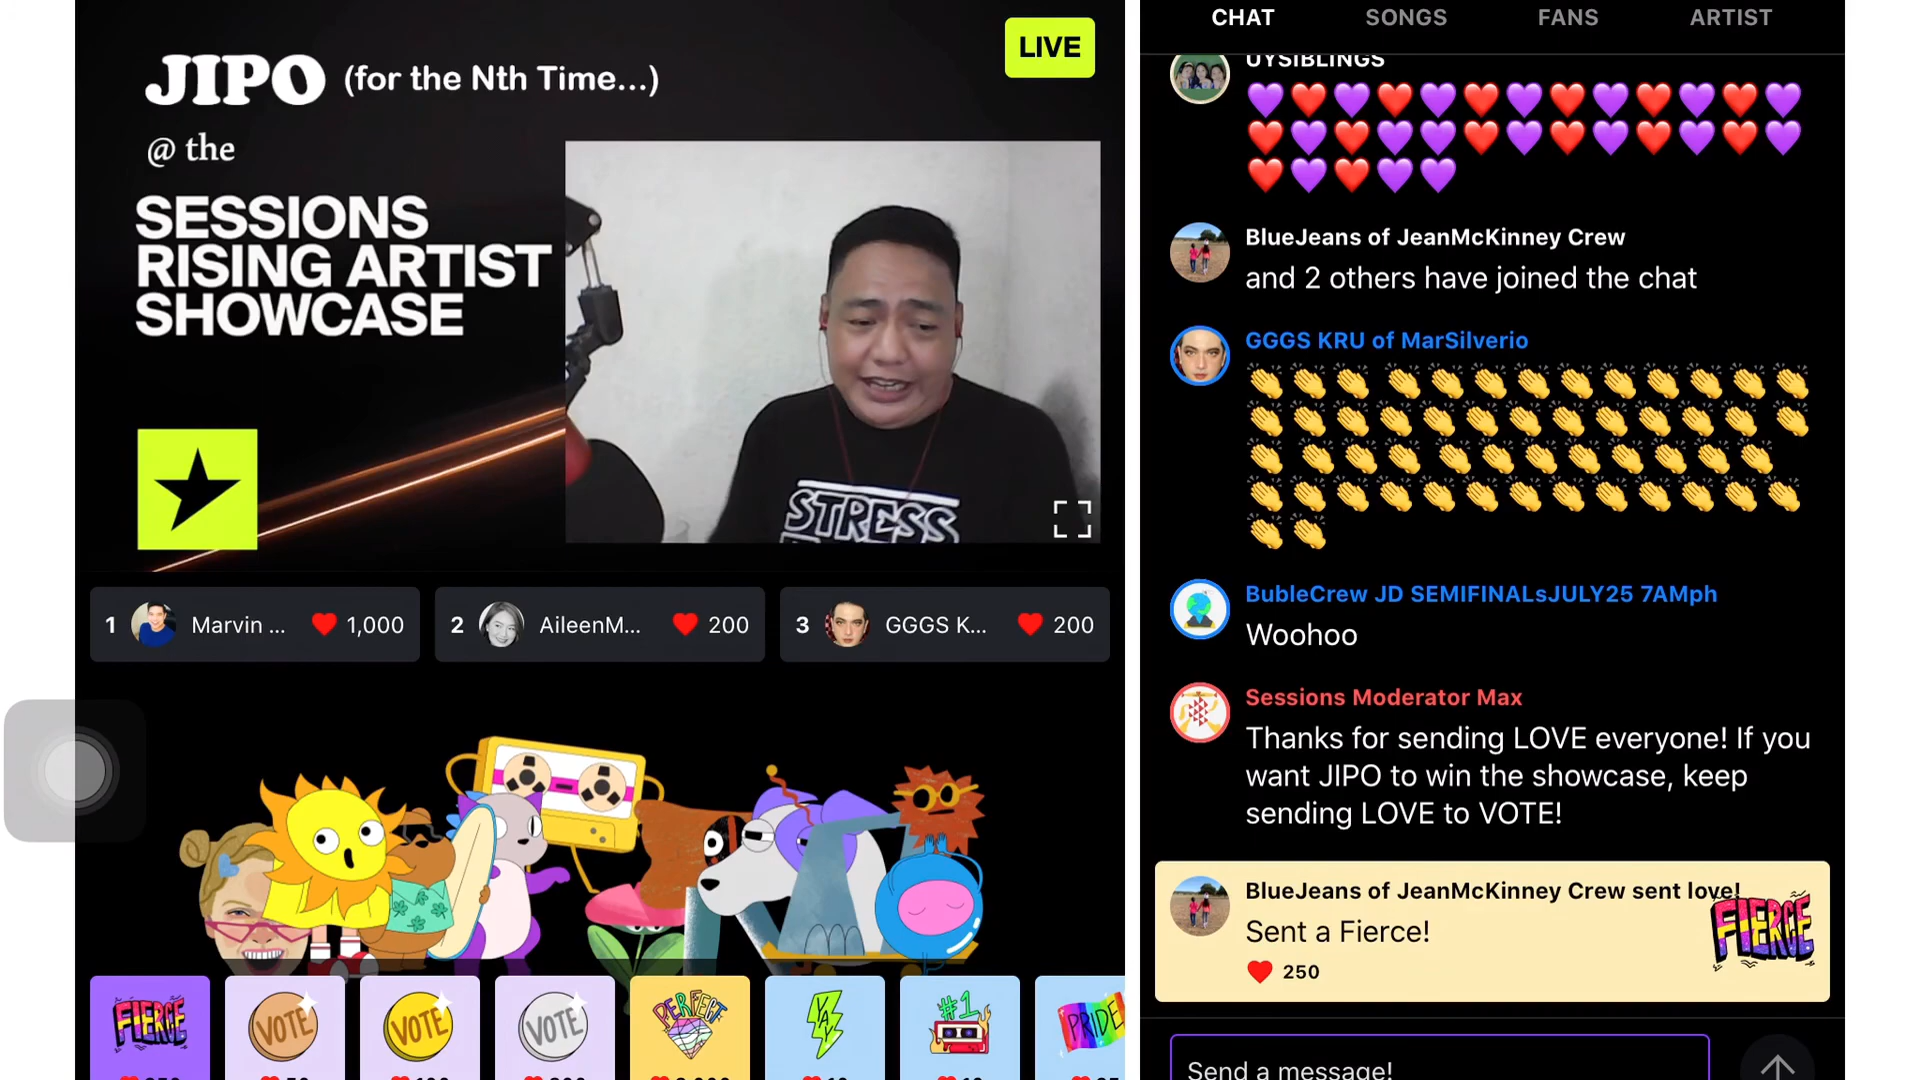 JIPO (for the Nth Time...)
LIVE
@ the
SESSIONS
RISING ARTIST
SHOWCASE
STRESS
1 Marvin ... 1,000
2 AileenM... 200
3 GGGS K... 200
FIERCE
VOTE
VOTE
VOTE
PERFECT
YAY
#1
PRIDE
CHAT SONGS FANS ARTIST
UYSIBLINGS
BlueJeans of JeanMcKinney Crew
and 2 others have joined the chat
GGGS KRU of MarSilverio
BubleCrew JD SEMIFINALsJULY25 7AMph
Woohoo
Sessions Moderator Max
Thanks for sending LOVE everyone! If you
want JIPO to win the showcase, keep
sending LOVE to VOTE!
BlueJeans of JeanMcKinney Crew sent love!
Sent a Fierce!
250
FIERCE
Send a message!